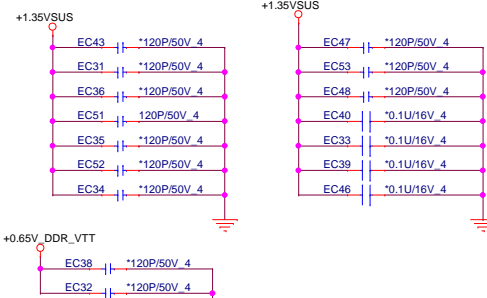 +1.35VSUS
EC43 *120P/50V_4
EC31 *120P/50V_4
EC36 *120P/50V_4
EC51 120P/50V_4
EC35 *120P/50V_4
EC52 *120P/50V_4
EC34 *120P/50V_4
+1.35VSUS
EC47 *120P/50V_4
EC53 *120P/50V_4
EC48 *120P/50V_4
EC40 *0.1U/16V_4
EC33 *0.1U/16V_4
EC39 *0.1U/16V_4
EC46 *0.1U/16V_4
+0.65V_DDR_VTT
EC38 *120P/50V_4
EC32 *120P/50V_4